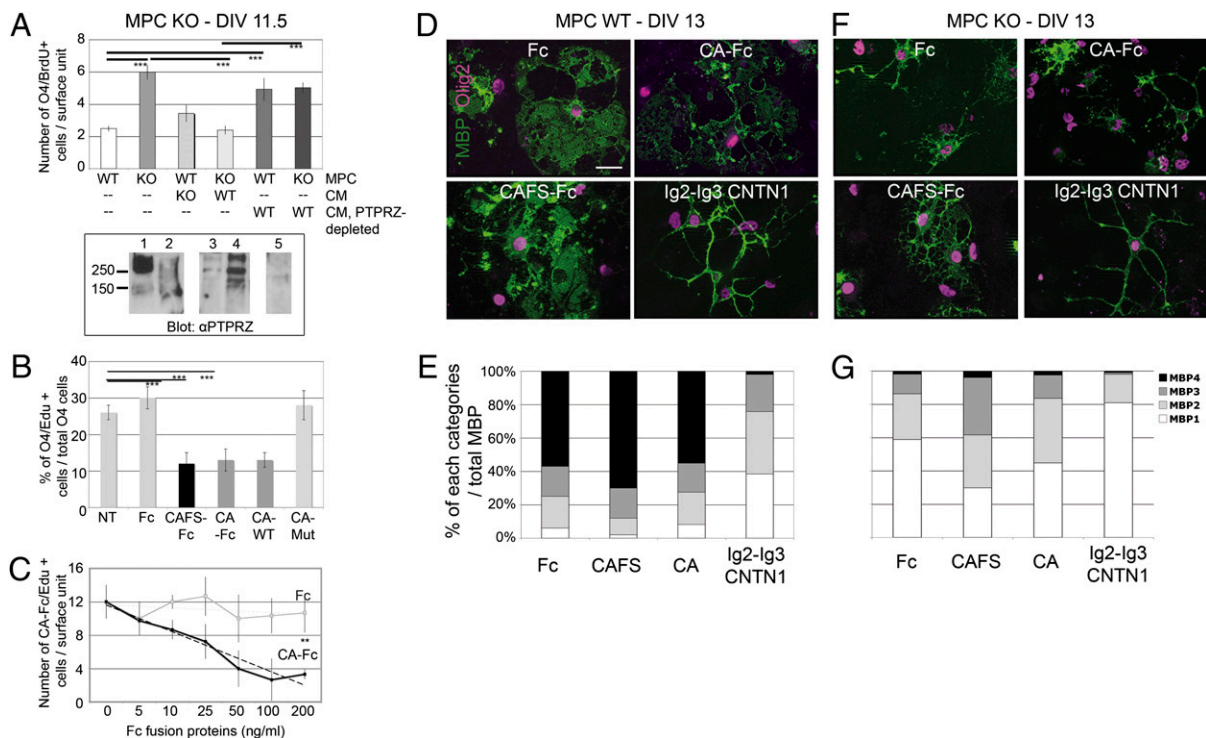 A
MPC KO - DIV 11.5
Number of O4/BrdU+
cells / surface unit
8
6
4
2
0
***
***
***
***
WT KO WT KO WT KO MPC
-- -- KO WT -- -- CM
-- -- -- -- WT WT CM, PTPRZ-
depleted
1 2 3 4 5
250
150
Blot: αPTPRZ
B
% of O4/Edu +
cells / total O4 cells
40
30
20
10
0
***
***
***
NT Fc CAFS-Fc CA-Fc CA-WT CA-Mut
C
Number of CA-Fc/Edu +
cells / surface unit
16
12
8
4
0
Fc
**
CA-Fc
0 5 10 25 50 100 200
Fc fusion proteins (ng/ml)
D
MPC WT - DIV 13
MBP Olig2
Fc
CA-Fc
CAFS-Fc
Ig2-Ig3 CNTN1
E
% of each categories
/ total MBP
100%
80%
60%
40%
20%
0%
Fc CAFS CA Ig2-Ig3
CNTN1
F
MPC KO - DIV 13
Fc
CA-Fc
CAFS-Fc
Ig2-Ig3 CNTN1
G
MBP4
MBP3
MBP2
MBP1
Fc CAFS CA Ig2-Ig3
CNTN1